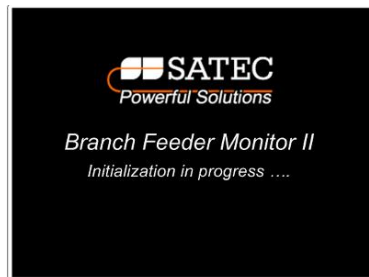 SATEC
Powerful Solutions
Branch Feeder Monitor II
Initialization in progress ....